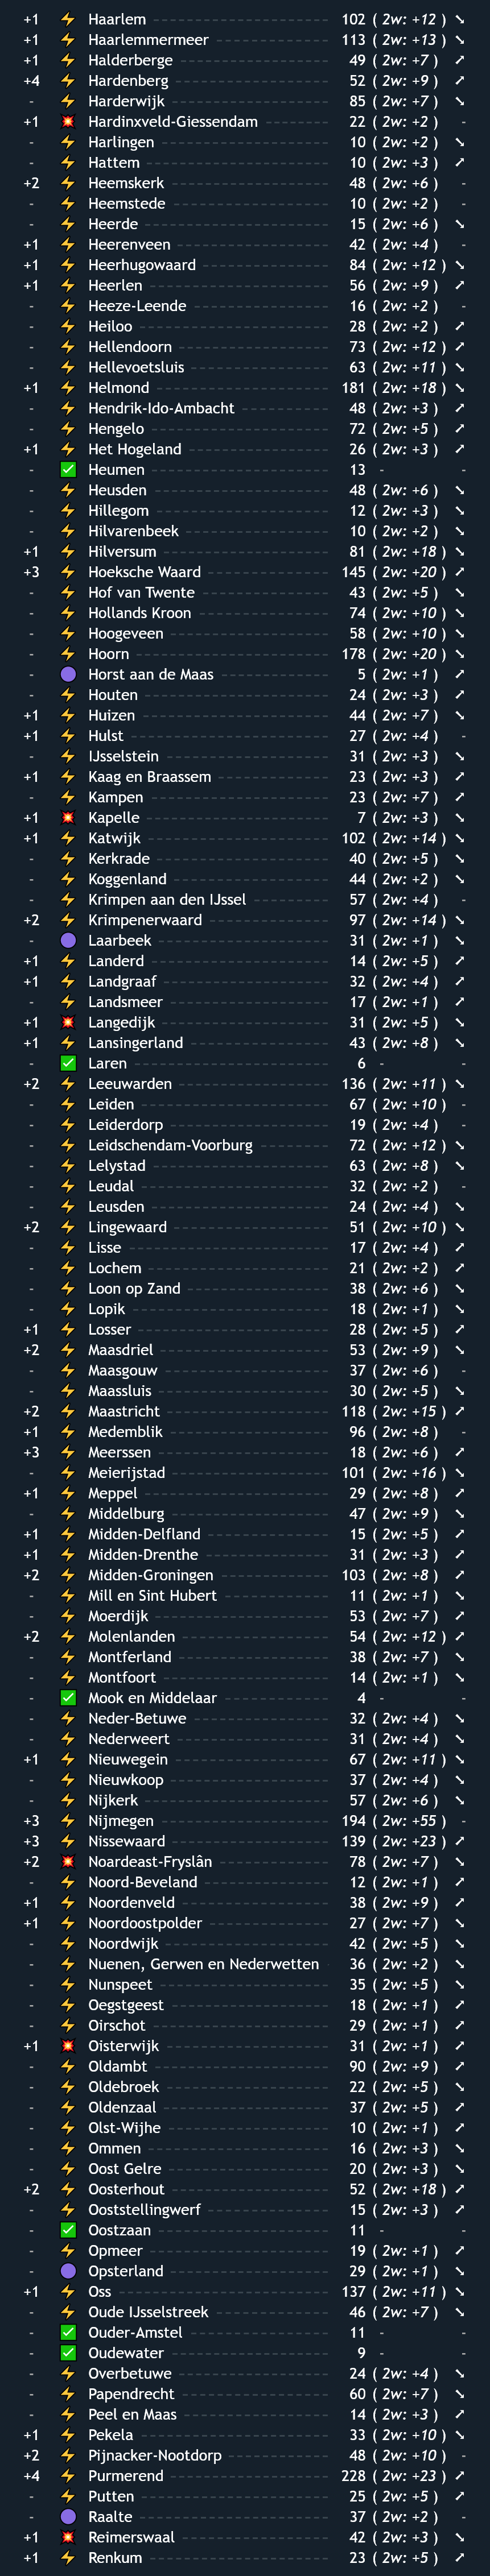 +1 Haarlem 102 ( 2w: +12 ) ↘
+1 Haarlemmermeer 113 ( 2w: +13 ) ↘
+1 Halderberge 49 ( 2w: +7 ) ↗
+4 Hardenberg 52 ( 2w: +9 ) ↗
- Harderwijk 85 ( 2w: +7 ) ↘
+1 Hardinxveld-Giessendam 22 ( 2w: +2 ) -
- Harlingen 10 ( 2w: +2 ) ↘
- Hattem 10 ( 2w: +3 ) ↗
+2 Heemskerk 48 ( 2w: +6 ) -
- Heemstede 10 ( 2w: +2 ) -
- Heerde 15 ( 2w: +6 ) ↘
+1 Heerenveen 42 ( 2w: +4 ) -
+1 Heerhugowaard 84 ( 2w: +12 ) ↘
+1 Heerlen 56 ( 2w: +9 ) ↗
- Heeze-Leende 16 ( 2w: +2 ) -
- Heiloo 28 ( 2w: +2 ) ↗
- Hellendoorn 73 ( 2w: +12 ) ↗
- Hellevoetsluis 63 ( 2w: +11 ) ↘
+1 Helmond 181 ( 2w: +18 ) ↘
- Hendrik-Ido-Ambacht 48 ( 2w: +3 ) ↗
- Hengelo 72 ( 2w: +5 ) ↗
+1 Het Hogeland 26 ( 2w: +3 ) ↗
- Heumen 13 - -
- Heusden 48 ( 2w: +6 ) ↘
- Hillegom 12 ( 2w: +3 ) ↘
- Hilvarenbeek 10 ( 2w: +2 ) ↘
+1 Hilversum 81 ( 2w: +18 ) ↘
+3 Hoeksche Waard 145 ( 2w: +20 ) ↗
- Hof van Twente 43 ( 2w: +5 ) ↘
- Hollands Kroon 74 ( 2w: +10 ) ↘
- Hoogeveen 58 ( 2w: +10 ) ↘
- Hoorn 178 ( 2w: +20 ) ↘
- Horst aan de Maas 5 ( 2w: +1 ) ↗
- Houten 24 ( 2w: +3 ) ↗
+1 Huizen 44 ( 2w: +7 ) ↘
+1 Hulst 27 ( 2w: +4 ) -
- IJsselstein 31 ( 2w: +3 ) ↘
+1 Kaag en Braassem 23 ( 2w: +3 ) ↗
- Kampen 23 ( 2w: +7 ) ↗
+1 Kapelle 7 ( 2w: +3 ) ↘
+1 Katwijk 102 ( 2w: +14 ) ↘
- Kerkrade 40 ( 2w: +5 ) ↘
- Koggenland 44 ( 2w: +2 ) ↘
- Krimpen aan den IJssel 57 ( 2w: +4 ) -
+2 Krimpenerwaard 97 ( 2w: +14 ) ↘
- Laarbeek 31 ( 2w: +1 ) ↘
+1 Landerd 14 ( 2w: +5 ) ↗
+1 Landgraaf 32 ( 2w: +4 ) ↗
- Landsmeer 17 ( 2w: +1 ) ↗
+1 Langedijk 31 ( 2w: +5 ) ↘
+1 Lansingerland 43 ( 2w: +8 ) ↘
- Laren 6 - -
+2 Leeuwarden 136 ( 2w: +11 ) ↘
- Leiden 67 ( 2w: +10 ) -
- Leiderdorp 19 ( 2w: +4 ) -
- Leidschendam-Voorburg 72 ( 2w: +12 ) ↘
- Lelystad 63 ( 2w: +8 ) ↘
- Leudal 32 ( 2w: +2 ) -
- Leusden 24 ( 2w: +4 ) ↘
+2 Lingewaard 51 ( 2w: +10 ) ↘
- Lisse 17 ( 2w: +4 ) ↗
- Lochem 21 ( 2w: +2 ) ↗
- Loon op Zand 38 ( 2w: +6 ) ↘
- Lopik 18 ( 2w: +1 ) ↘
+1 Losser 28 ( 2w: +5 ) ↗
+2 Maasdriel 53 ( 2w: +9 ) ↘
- Maasgouw 37 ( 2w: +6 ) -
- Maassluis 30 ( 2w: +5 ) ↘
+2 Maastricht 118 ( 2w: +15 ) ↗
+1 Medemblik 96 ( 2w: +8 ) -
+3 Meerssen 18 ( 2w: +6 ) ↗
- Meierijstad 101 ( 2w: +16 ) ↘
+1 Meppel 29 ( 2w: +8 ) ↗
- Middelburg 47 ( 2w: +9 ) ↘
+1 Midden-Delfland 15 ( 2w: +5 ) ↗
+1 Midden-Drenthe 31 ( 2w: +3 ) ↗
+2 Midden-Groningen 103 ( 2w: +8 ) ↗
- Mill en Sint Hubert 11 ( 2w: +1 ) ↘
- Moerdijk 53 ( 2w: +7 ) ↗
+2 Molenlanden 54 ( 2w: +12 ) ↗
- Montferland 38 ( 2w: +7 ) ↘
- Montfoort 14 ( 2w: +1 ) ↘
- Mook en Middelaar 4 - -
- Neder-Betuwe 32 ( 2w: +4 ) ↘
- Nederweert 31 ( 2w: +4 ) ↘
+1 Nieuwegein 67 ( 2w: +11 ) ↘
- Nieuwkoop 37 ( 2w: +4 ) ↘
- Nijkerk 57 ( 2w: +6 ) ↘
+3 Nijmegen 194 ( 2w: +55 ) -
+3 Nissewaard 139 ( 2w: +23 ) ↗
+2 Noardeast-Fryslân 78 ( 2w: +7 ) ↘
- Noord-Beveland 12 ( 2w: +1 ) ↗
+1 Noordenveld 38 ( 2w: +9 ) ↗
+1 Noordoostpolder 27 ( 2w: +7 ) ↘
- Noordwijk 42 ( 2w: +5 ) ↘
- Nuenen, Gerwen en Nederwetten 36 ( 2w: +2 ) ↘
- Nunspeet 35 ( 2w: +5 ) ↘
- Oegstgeest 18 ( 2w: +1 ) ↗
- Oirschot 29 ( 2w: +1 ) ↗
+1 Oisterwijk 31 ( 2w: +1 ) ↗
- Oldambt 90 ( 2w: +9 ) ↗
- Oldebroek 22 ( 2w: +5 ) ↘
- Oldenzaal 37 ( 2w: +5 ) ↗
- Olst-Wijhe 10 ( 2w: +1 ) ↗
- Ommen 16 ( 2w: +3 ) ↘
- Oost Gelre 20 ( 2w: +3 ) ↘
+2 Oosterhout 52 ( 2w: +18 ) ↗
- Ooststellingwerf 15 ( 2w: +3 ) ↗
- Oostzaan 11 - -
- Opmeer 19 ( 2w: +1 ) ↗
- Opsterland 29 ( 2w: +1 ) ↗
+1 Oss 137 ( 2w: +11 ) ↘
- Oude IJsselstreek 46 ( 2w: +7 ) ↘
- Ouder-Amstel 11 - -
- Oudewater 9 - -
- Overbetuwe 24 ( 2w: +4 ) ↘
- Papendrecht 60 ( 2w: +7 ) ↘
- Peel en Maas 14 ( 2w: +3 ) ↗
+1 Pekela 33 ( 2w: +10 ) ↘
+2 Pijnacker-Nootdorp 48 ( 2w: +10 ) -
+4 Purmerend 228 ( 2w: +23 ) ↗
- Putten 25 ( 2w: +5 ) ↗
- Raalte 37 ( 2w: +2 ) -
+1 Reimerswaal 42 ( 2w: +3 ) ↘
+1 Renkum 23 ( 2w: +5 ) ↗